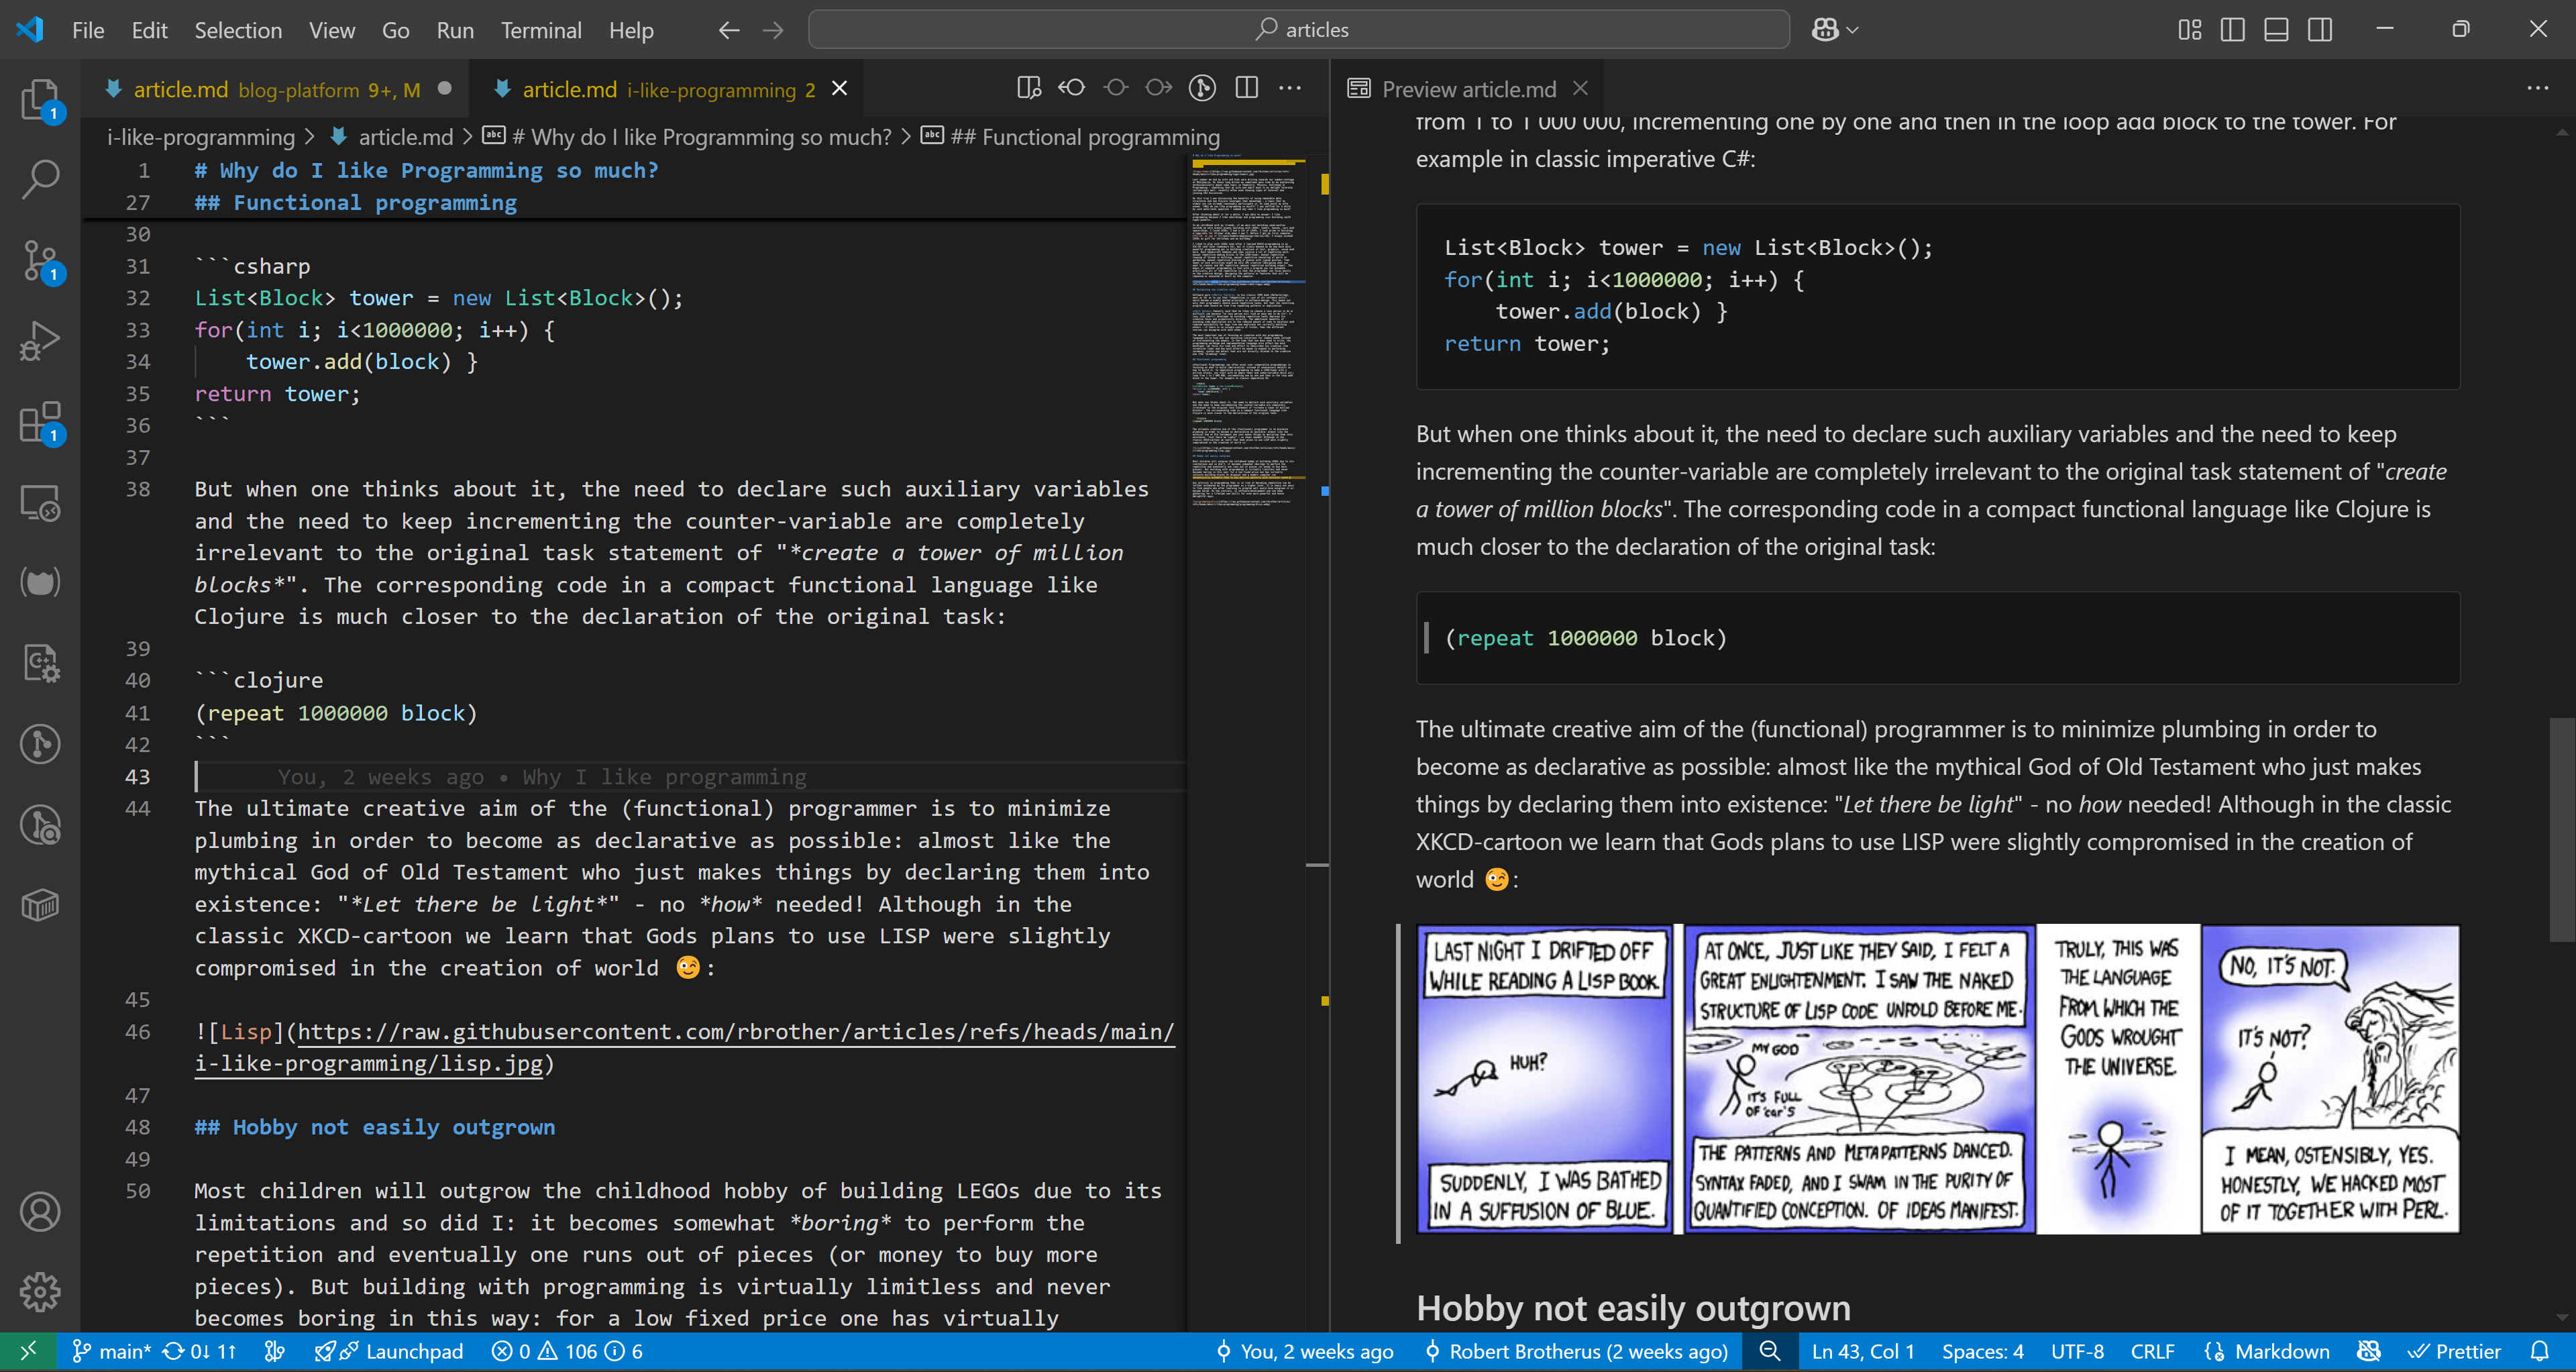 File Edit Selection View Go Run Terminal Help
articles
article.md blog-platform 9+, M
article.md i-like-programming 2
Preview article.md
i-like-programming > article.md > # Why do I like Programming so much? > ## Functional programming
1 # Why do I like Programming so much?
27 ## Functional programming
30
31 ```csharp
32 List<Block> tower = new List<Block>();
33 for(int i; i<1000000; i++) {
34 tower.add(block) }
35 return tower;
36 ```
37
38 But when one thinks about it, the need to declare such auxiliary variables
and the need to keep incrementing the counter-variable are completely
irrelevant to the original task statement of "*create a tower of million
blocks*". The corresponding code in a compact functional language like
Clojure is much closer to the declaration of the original task:
39
40 ```clojure
41 (repeat 1000000 block)
42 ```
43 You, 2 weeks ago • Why I like programming
44 The ultimate creative aim of the (functional) programmer is to minimize
plumbing in order to become as declarative as possible: almost like the
mythical God of Old Testament who just makes things by declaring them into
existence: "*Let there be light*" - no *how* needed! Although in the
classic XKCD-cartoon we learn that Gods plans to use LISP were slightly
compromised in the creation of world 😉:
45
46 ![Lisp](https://raw.githubusercontent.com/rbrother/articles/refs/heads/main/
i-like-programming/lisp.jpg)
47
48 ## Hobby not easily outgrown
49
50 Most children will outgrow the childhood hobby of building LEGOs due to its
limitations and so did I: it becomes somewhat *boring* to perform the
repetition and eventually one runs out of pieces (or money to buy more
pieces). But building with programming is virtually limitless and never
becomes boring in this way: for a low fixed price one has virtually
from 1 to 1 000 000, incrementing one by one and then in the loop add block to the tower. For
example in classic imperative C#:
List<Block> tower = new List<Block>();
for(int i; i<1000000; i++) {
tower.add(block) }
return tower;
But when one thinks about it, the need to declare such auxiliary variables and the need to keep
incrementing the counter-variable are completely irrelevant to the original task statement of "create
a tower of million blocks". The corresponding code in a compact functional language like Clojure is
much closer to the declaration of the original task:
(repeat 1000000 block)
The ultimate creative aim of the (functional) programmer is to minimize plumbing in order to
become as declarative as possible: almost like the mythical God of Old Testament who just makes
things by declaring them into existence: "Let there be light" - no how needed! Although in the classic
XKCD-cartoon we learn that Gods plans to use LISP were slightly compromised in the creation of
world 😉:
LAST NIGHT I DRIFTED OFF
WHILE READING A LISP BOOK.
HUH?
SUDDENLY, I WAS BATHED
IN A SUFFUSION OF BLUE.
AT ONCE, JUST LIKE THEY SAID, I FELT A
GREAT ENLIGHTENMENT. I SAW THE NAKED
STRUCTURE OF LISP CODE UNFOLD BEFORE ME.
MY GOD
IT'S FULL
OF 'car'S
THE PATTERNS AND METAPATTERNS DANCED.
SYNTAX FADED, AND I SWAM IN THE PURITY OF
QUANTIFIED CONCEPTION. OF IDEAS MANIFEST.
TRULY, THIS WAS
THE LANGUAGE
FROM WHICH THE
GODS WROUGHT
THE UNIVERSE.
NO, IT'S NOT.
IT'S NOT?
I MEAN, OSTENSIBLY, YES.
HONESTLY, WE HACKED MOST
OF IT TOGETHER WITH PERL.
Hobby not easily outgrown
main* 0↓ 1↑ Launchpad 0 106 6
You, 2 weeks ago Robert Brotherus (2 weeks ago) Ln 43, Col 1 Spaces: 4 UTF-8 CRLF Markdown Prettier